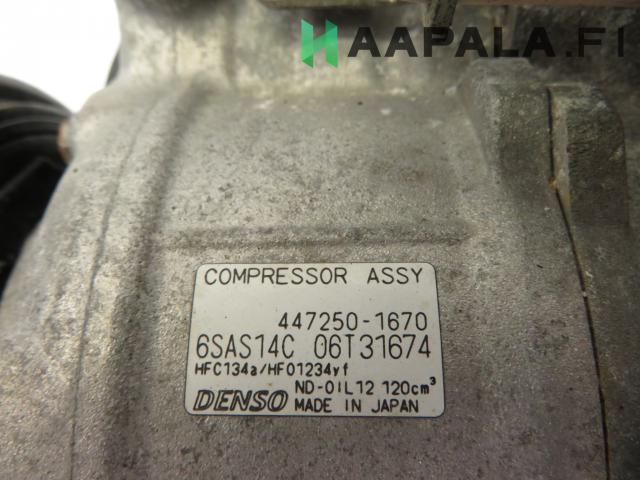 HAAPALA.FI
COMPRESSOR ASSY
447250-1670
6SAS14C 06T31674
HFC134a/HFO1234yf
ND-OIL12 120cm³
DENSO MADE IN JAPAN